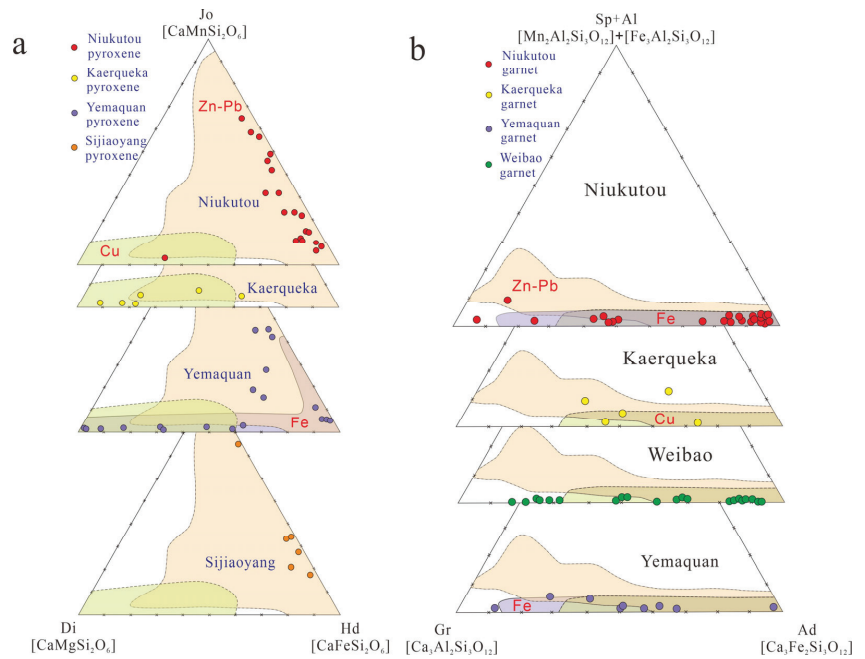 a
Jo
[CaMnSi₂O₆]
Niukutou
pyroxene
Kaerqueka
pyroxene
Yemaquan
pyroxene
Sijiaoyang
pyroxene
Zn-Pb
Niukutou
Cu
Kaerqueka
Yemaquan
Fe
Sijiaoyang
Di
[CaMgSi₂O₆]
Hd
[CaFeSi₂O₆]
b
Sp+Al
[Mn₃Al₂Si₃O₁₂]+[Fe₃Al₂Si₃O₁₂]
Niukutou
garnet
Kaerqueka
garnet
Yemaquan
garnet
Weibao
garnet
Niukutou
Zn-Pb
Fe
Kaerqueka
Cu
Weibao
Yemaquan
Fe
Gr
[Ca₃Al₂Si₃O₁₂]
Ad
[Ca₃Fe₂Si₃O₁₂]